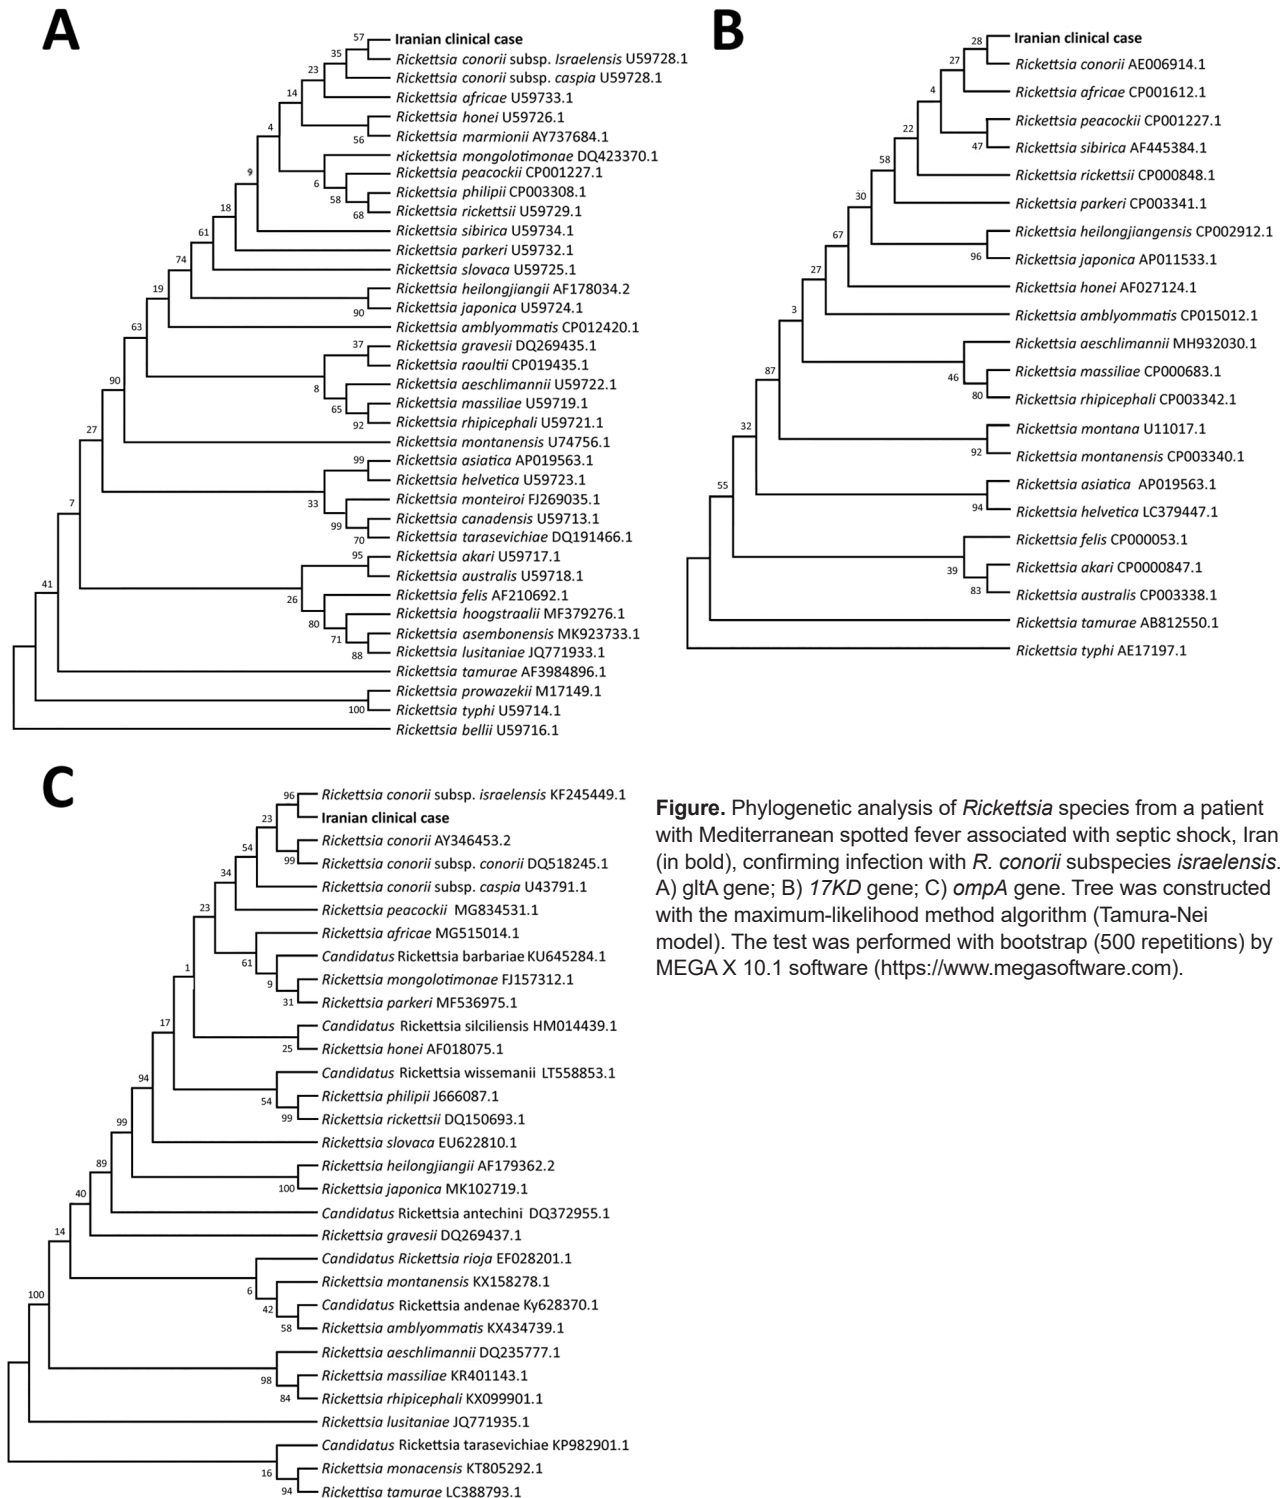 A
57
Iranian clinical case
35
Rickettsia conorii subsp. Israelensis U59728.1
23
Rickettsia conorii subsp. caspia U59728.1
14
Rickettsia africae U59733.1
4
Rickettsia honei U59726.1
56
Rickettsia marmionii AY737684.1
Rickettsia mongolotimonae DQ423370.1
9
6
Rickettsia peacockii CP001227.1
58
Rickettsia philipii CP003308.1
18
68
Rickettsia rickettsii U59729.1
61
Rickettsia sibirica U59734.1
74
Rickettsia parkeri U59732.1
Rickettsia slovaca U59725.1
19
Rickettsia heilongjiangii AF178034.2
90
Rickettsia japonica U59724.1
63
Rickettsia amblyommatis CP012420.1
37
Rickettsia gravesii DQ269435.1
Rickettsia raoultii CP019435.1
90
8
Rickettsia aeschlimannii U59722.1
65
Rickettsia massiliae U59719.1
92
Rickettsia rhipicephali U59721.1
27
Rickettsia montanensis U74756.1
99
Rickettsia asiatica AP019563.1
Rickettsia helvetica U59723.1
7
33
Rickettsia monteiroi FJ269035.1
99
Rickettsia canadensis U59713.1
70
Rickettsia tarasevichiae DQ191466.1
95
Rickettsia akari U59717.1
41
Rickettsia australis U59718.1
26
Rickettsia felis AF210692.1
80
Rickettsia hoogstraalii MF379276.1
71
Rickettsia asembonensis MK923733.1
88
Rickettsia lusitaniae JQ771933.1
Rickettsia tamurae AF3984896.1
Rickettsia prowazekii M17149.1
100
Rickettsia typhi U59714.1
Rickettsia bellii U59716.1
B
28
Iranian clinical case
27
Rickettsia conorii AE006914.1
4
Rickettsia africae CP001612.1
22
Rickettsia peacockii CP001227.1
47
Rickettsia sibirica AF445384.1
58
Rickettsia rickettsii CP000848.1
30
Rickettsia parkeri CP003341.1
67
Rickettsia heilongjiangensis CP002912.1
96
Rickettsia japonica AP011533.1
27
Rickettsia honei AF027124.1
3
Rickettsia amblyommatis CP015012.1
Rickettsia aeschlimannii MH932030.1
87
46
Rickettsia massiliae CP000683.1
80
Rickettsia rhipicephali CP003342.1
32
Rickettsia montana U11017.1
92
Rickettsia montanensis CP003340.1
55
Rickettsia asiatica AP019563.1
94
Rickettsia helvetica LC379447.1
Rickettsia felis CP000053.1
39
Rickettsia akari CP0000847.1
83
Rickettsia australis CP003338.1
Rickettsia tamurae AB812550.1
Rickettsia typhi AE17197.1
C
96
Rickettsia conorii subsp. israelensis KF245449.1
23
Iranian clinical case
54
Rickettsia conorii AY346453.2
99
Rickettsia conorii subsp. conorii DQ518245.1
34
Rickettsia conorii subsp. caspia U43791.1
23
Rickettsia peacockii MG834531.1
Rickettsia africae MG515014.1
61
Candidatus Rickettsia barbariae KU645284.1
1
9
Rickettsia mongolotimonae FJ157312.1
31
Rickettsia parkeri MF536975.1
17
Candidatus Rickettsia silciliensis HM014439.1
25
Rickettsia honei AF018075.1
94
Candidatus Rickettsia wissemanii LT558853.1
54
Rickettsia philipii J666087.1
99
99
Rickettsia rickettsii DQ150693.1
Rickettsia slovaca EU622810.1
89
Rickettsia heilongjiangii AF179362.2
100
Rickettsia japonica MK102719.1
40
Candidatus Rickettsia antechini DQ372955.1
14
Rickettsia gravesii DQ269437.1
Candidatus Rickettsia rioja EF028201.1
6
Rickettsia montanensis KX158278.1
100
42
Candidatus Rickettsia andenae Ky628370.1
58
Rickettsia amblyommatis KX434739.1
Rickettsia aeschlimannii DQ235777.1
98
Rickettsia massiliae KR401143.1
84
Rickettsia rhipicephali KX099901.1
Rickettsia lusitaniae JQ771935.1
Candidatus Rickettsia tarasevichiae KP982901.1
16
Rickettsia monacensis KT805292.1
94
Rickettisa tamurae LC388793.1
Figure. Phylogenetic analysis of Rickettsia species from a patient
with Mediterranean spotted fever associated with septic shock, Iran
(in bold), confirming infection with R. conorii subspecies israelensis.
A) gltA gene; B) 17KD gene; C) ompA gene. Tree was constructed
with the maximum-likelihood method algorithm (Tamura-Nei
model). The test was performed with bootstrap (500 repetitions) by
MEGA X 10.1 software (https://www.megasoftware.com).